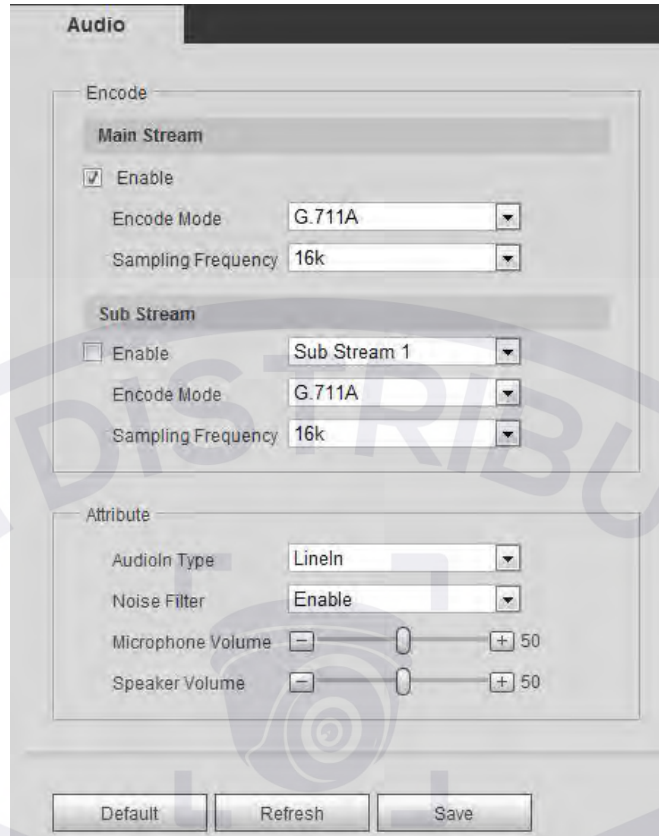 Audio
Encode
Main Stream
Enable
Encode Mode G.711A
Sampling Frequency 16k
Sub Stream
Enable Sub Stream 1
Encode Mode G.711A
Sampling Frequency 16k
Attribute
AudioIn Type LineIn
Noise Filter Enable
Microphone Volume 50
Speaker Volume 50
Default Refresh Save
DISTRIBU